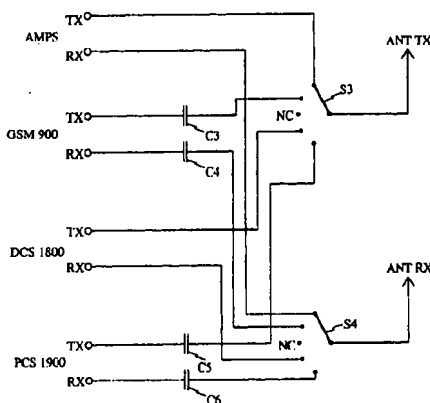 TX
AMPS
RX
ANT TX
S3
TX
C3
NC
GSM 900
RX
C4
TX
DCS 1800
RX
ANT RX
S4
TX
C5
NC
PCS 1900
RX
C6